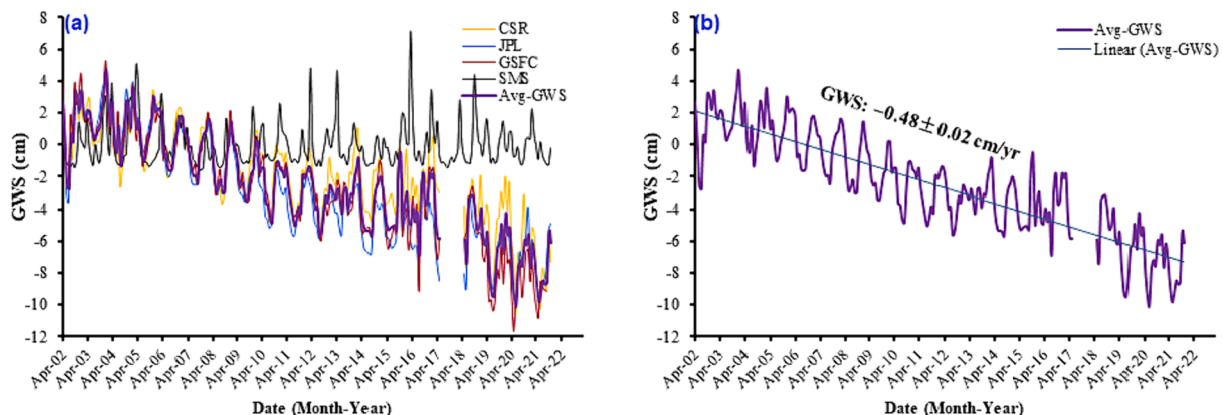 (a)
GWS (cm)
8
6
4
2
0
-2
-4
-6
-8
-10
-12
CSR
JPL
GSFC
SMS
Avg-GWS
Apr-02
Apr-03
Apr-04
Apr-05
Apr-06
Apr-07
Apr-08
Apr-09
Apr-10
Apr-11
Apr-12
Apr-13
Apr-14
Apr-15
Apr-16
Apr-17
Apr-18
Apr-19
Apr-20
Apr-21
Apr-22
Date (Month-Year)
(b)
GWS (cm)
8
6
4
2
0
-2
-4
-6
-8
-10
-12
Avg-GWS
Linear (Avg-GWS)
GWS: −0.48± 0.02 cm/yr
Apr-02
Apr-03
Apr-04
Apr-05
Apr-06
Apr-07
Apr-08
Apr-09
Apr-10
Apr-11
Apr-12
Apr-13
Apr-14
Apr-15
Apr-16
Apr-17
Apr-18
Apr-19
Apr-20
Apr-21
Apr-22
Date (Month-Year)